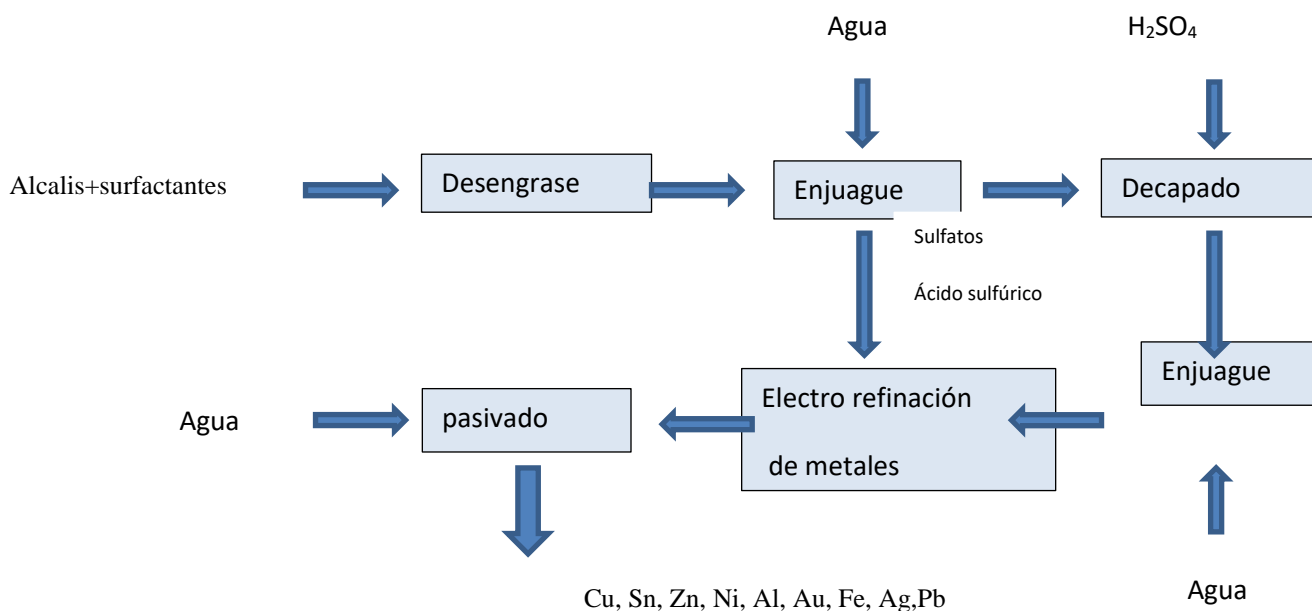 Agua
H₂SO₄
Alcalis+surfactantes
Desengrase
Enjuague
Decapado
Sulfatos
Ácido sulfúrico
Enjuague
Electro refinación
de metales
pasivado
Agua
Agua
Cu, Sn, Zn, Ni, Al, Au, Fe, Ag,Pb